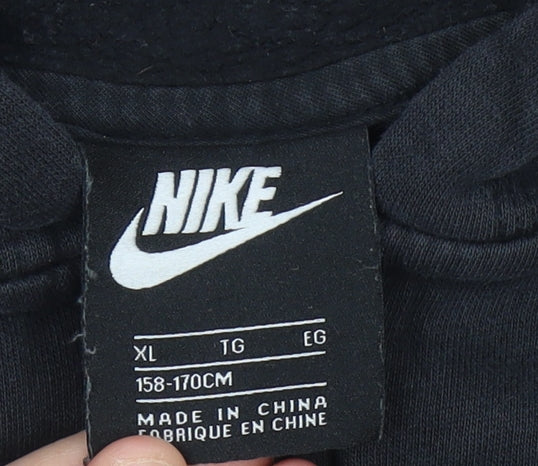 NIKE
XL TG EG
158-170CM
MADE IN CHINA
FABRIQUE EN CHINE